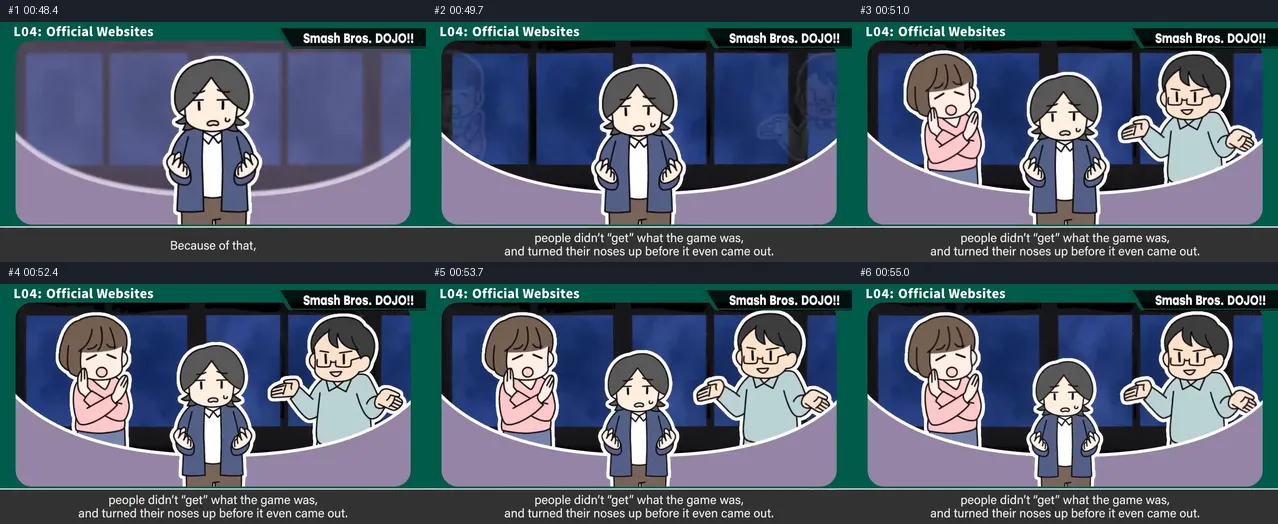 #1 00:48.4
L04: Official Websites
Smash Bros. DOJO!!
Because of that,
#2 00:49.7
L04: Official Websites
Smash Bros. DOJO!!
people didn't “get” what the game was,
and turned their noses up before it even came out.
#3 00:51.0
L04: Official Websites
Smash Bros. DOJO!!
people didn't “get” what the game was,
and turned their noses up before it even came out.
#4 00:52.4
L04: Official Websites
Smash Bros. DOJO!!
people didn't “get” what the game was,
and turned their noses up before it even came out.
#5 00:53.7
L04: Official Websites
Smash Bros. DOJO!!
people didn't “get” what the game was,
and turned their noses up before it even came out.
#6 00:55.0
L04: Official Websites
Smash Bros. DOJO!!
people didn't “get” what the game was,
and turned their noses up before it even came out.